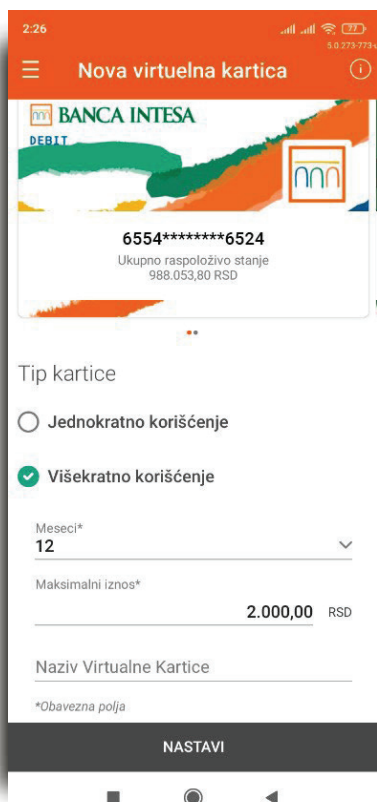 2:26
77
5.0.273-773-u
Nova virtuelna kartica
BANCA INTESA
DEBIT
6554********6524
Ukupno raspoloživo stanje
988.053,80 RSD
Tip kartice
Jednokratno korišćenje
Višekratno korišćenje
Meseci*
12
Maksimalni iznos*
2.000,00 RSD
Naziv Virtualne Kartice
*Obavezna polja
NASTAVI